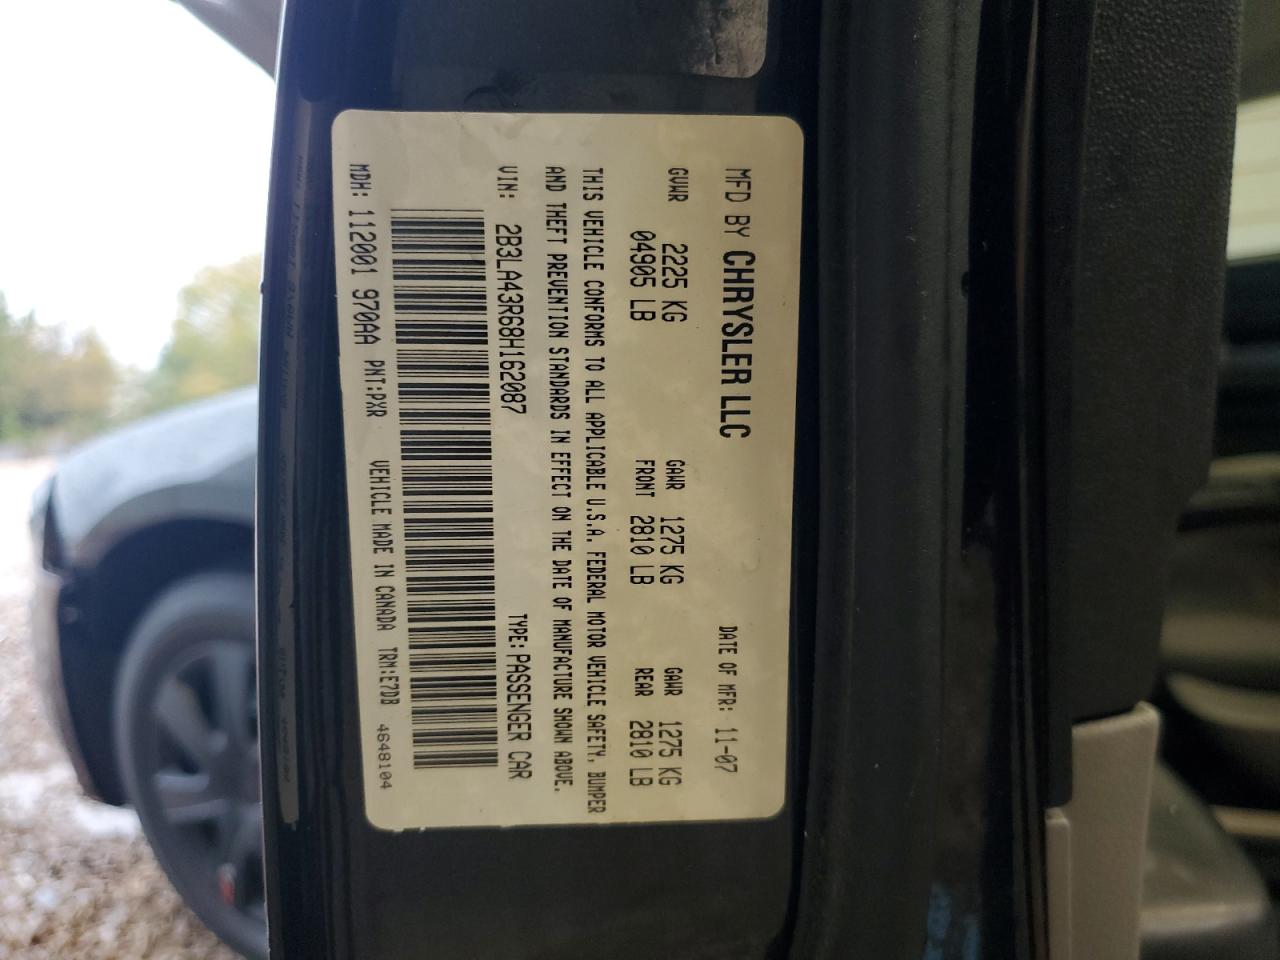 MFD BY CHRYSLER LLC DATE OF MFR: 11-07
GVWR 2225 KG GAWR 1275 KG GAWR 1275 KG
04905 LB FRONT 2810 LB REAR 2810 LB
THIS VEHICLE CONFORMS TO ALL APPLICABLE U.S.A. FEDERAL MOTOR VEHICLE SAFETY, BUMPER
AND THEFT PREVENTION STANDARDS IN EFFECT ON THE DATE OF MANUFACTURE SHOWN ABOVE.
VIN: 2B3LA43R68H162087 TYPE: PASSENGER CAR
MDH: 112001 970AA PNT:PXR VEHICLE MADE IN CANADA TRM:E7DB 4648104